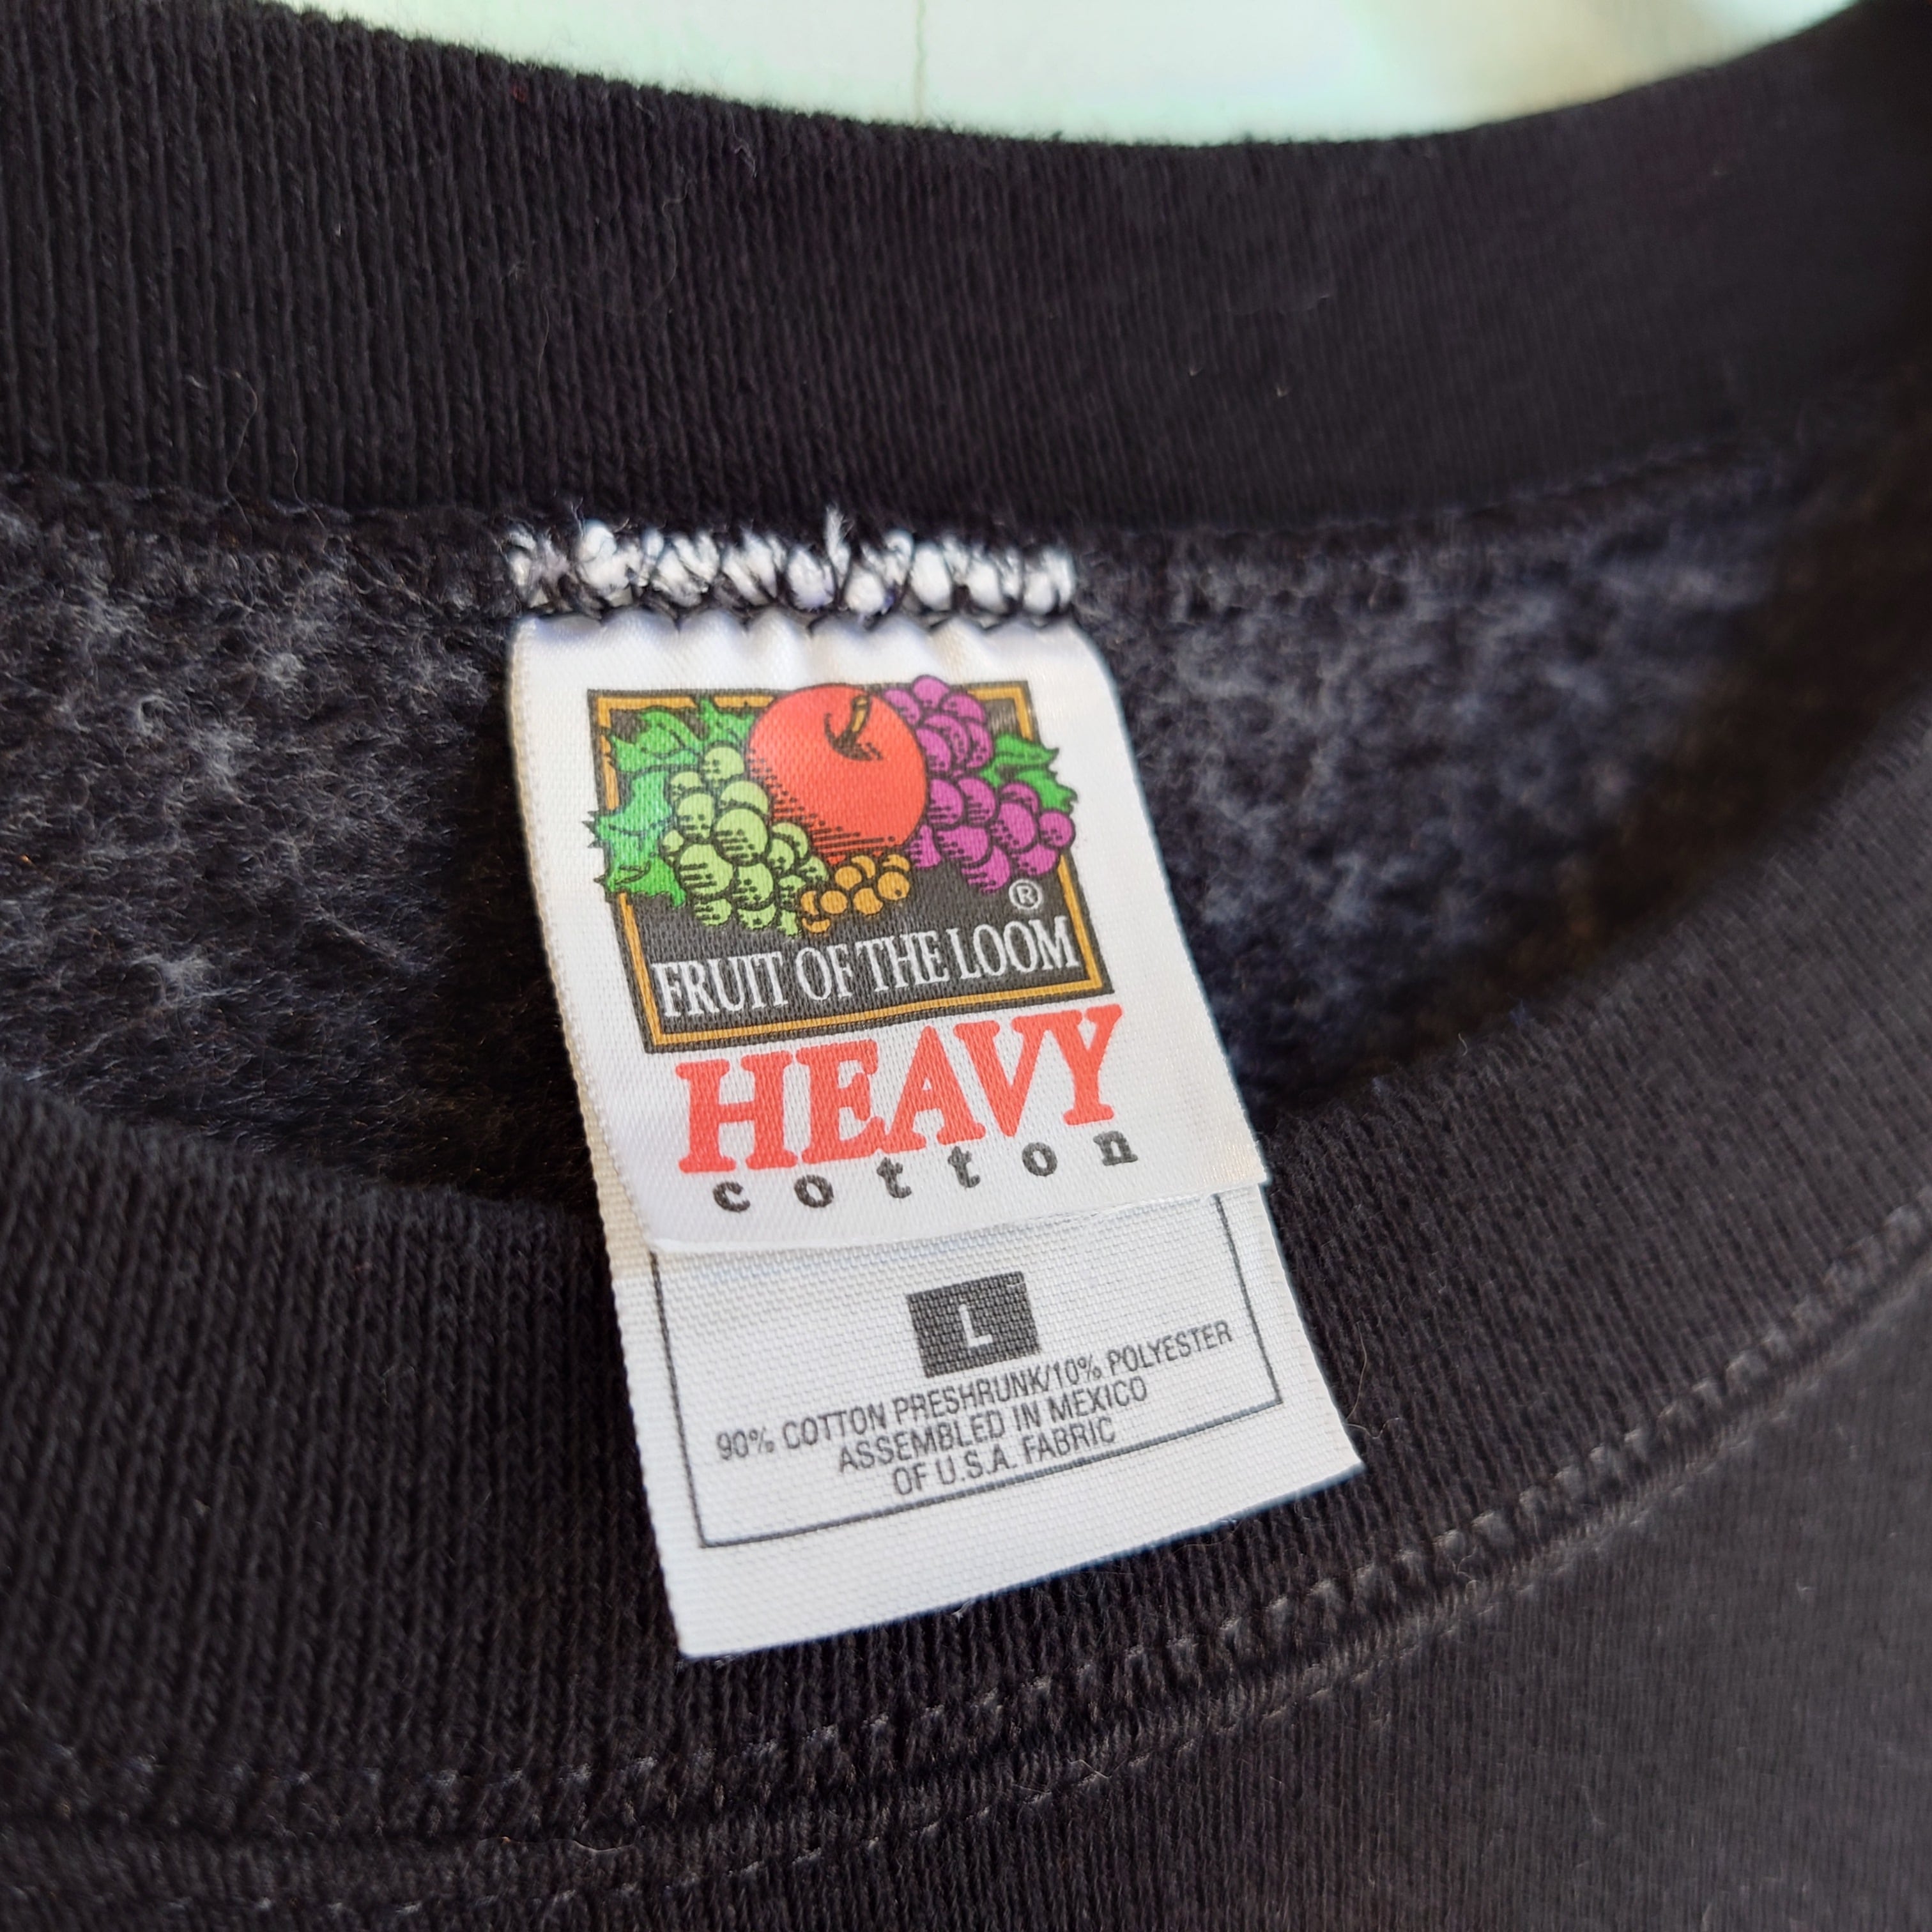 ®
FRUIT OF THE LOOM
HEAVY
cotton
L
90% COTTON PRESHRUNK/10% POLYESTER
ASSEMBLED IN MEXICO
OF U.S.A. FABRIC